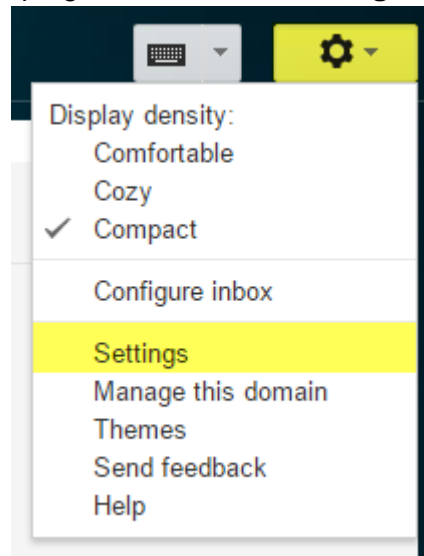 Display density:
Comfortable
Cozy
Compact
Configure inbox
Settings
Manage this domain
Themes
Send feedback
Help